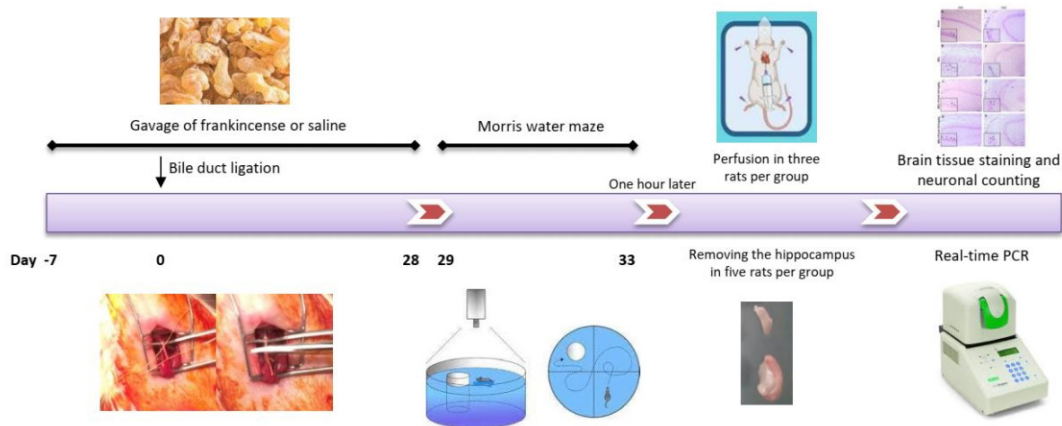 Gavage of frankincense or saline
Morris water maze
Bile duct ligation
Perfusion in three
rats per group
Brain tissue staining and
neuronal counting
One hour later
Day -7 0 28 29 33
Removing the hippocampus
in five rats per group
Real-time PCR